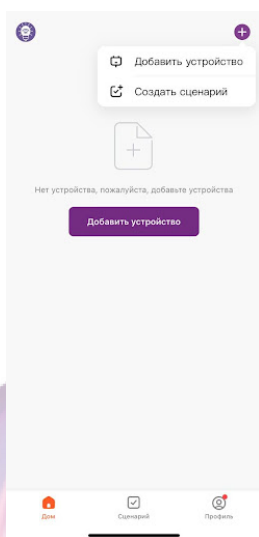 Добавить устройство
Создать сценарий
Нет устройства, пожалуйста, добавьте устройства
Добавить устройство
Дом
Сценарий
Профиль